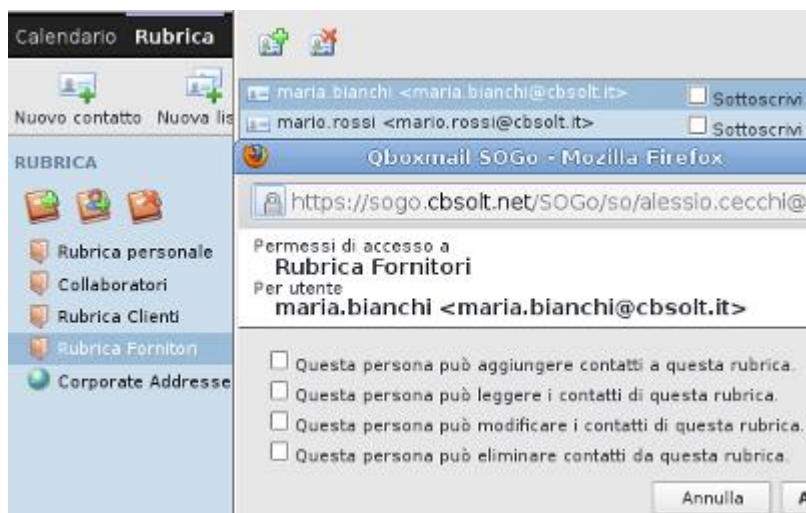 Calendario Rubrica
Nuovo contatto Nuova lis
RUBRICA
Rubrica personale
Collaboratori
Rubrica Clienti
Rubrica Fornitori
Corporate Addresse
maria.bianchi <maria.bianchi@cbsolt.it> Sottoscrivi
mario.rossi <mario.rossi@cbsolt.it> Sottoscrivi
Qboxmail SOGo - Mozilla Firefox
https://sogo.cbsolt.net/SOGo/so/alessio.cecchi@
Permessi di accesso a
Rubrica Fornitori
Per utente
maria.bianchi <maria.bianchi@cbsolt.it>
Questa persona può aggiungere contatti a questa rubrica.
Questa persona può leggere i contatti di questa rubrica.
Questa persona può modificare i contatti di questa rubrica.
Questa persona può eliminare contatti da questa rubrica.
Annulla A